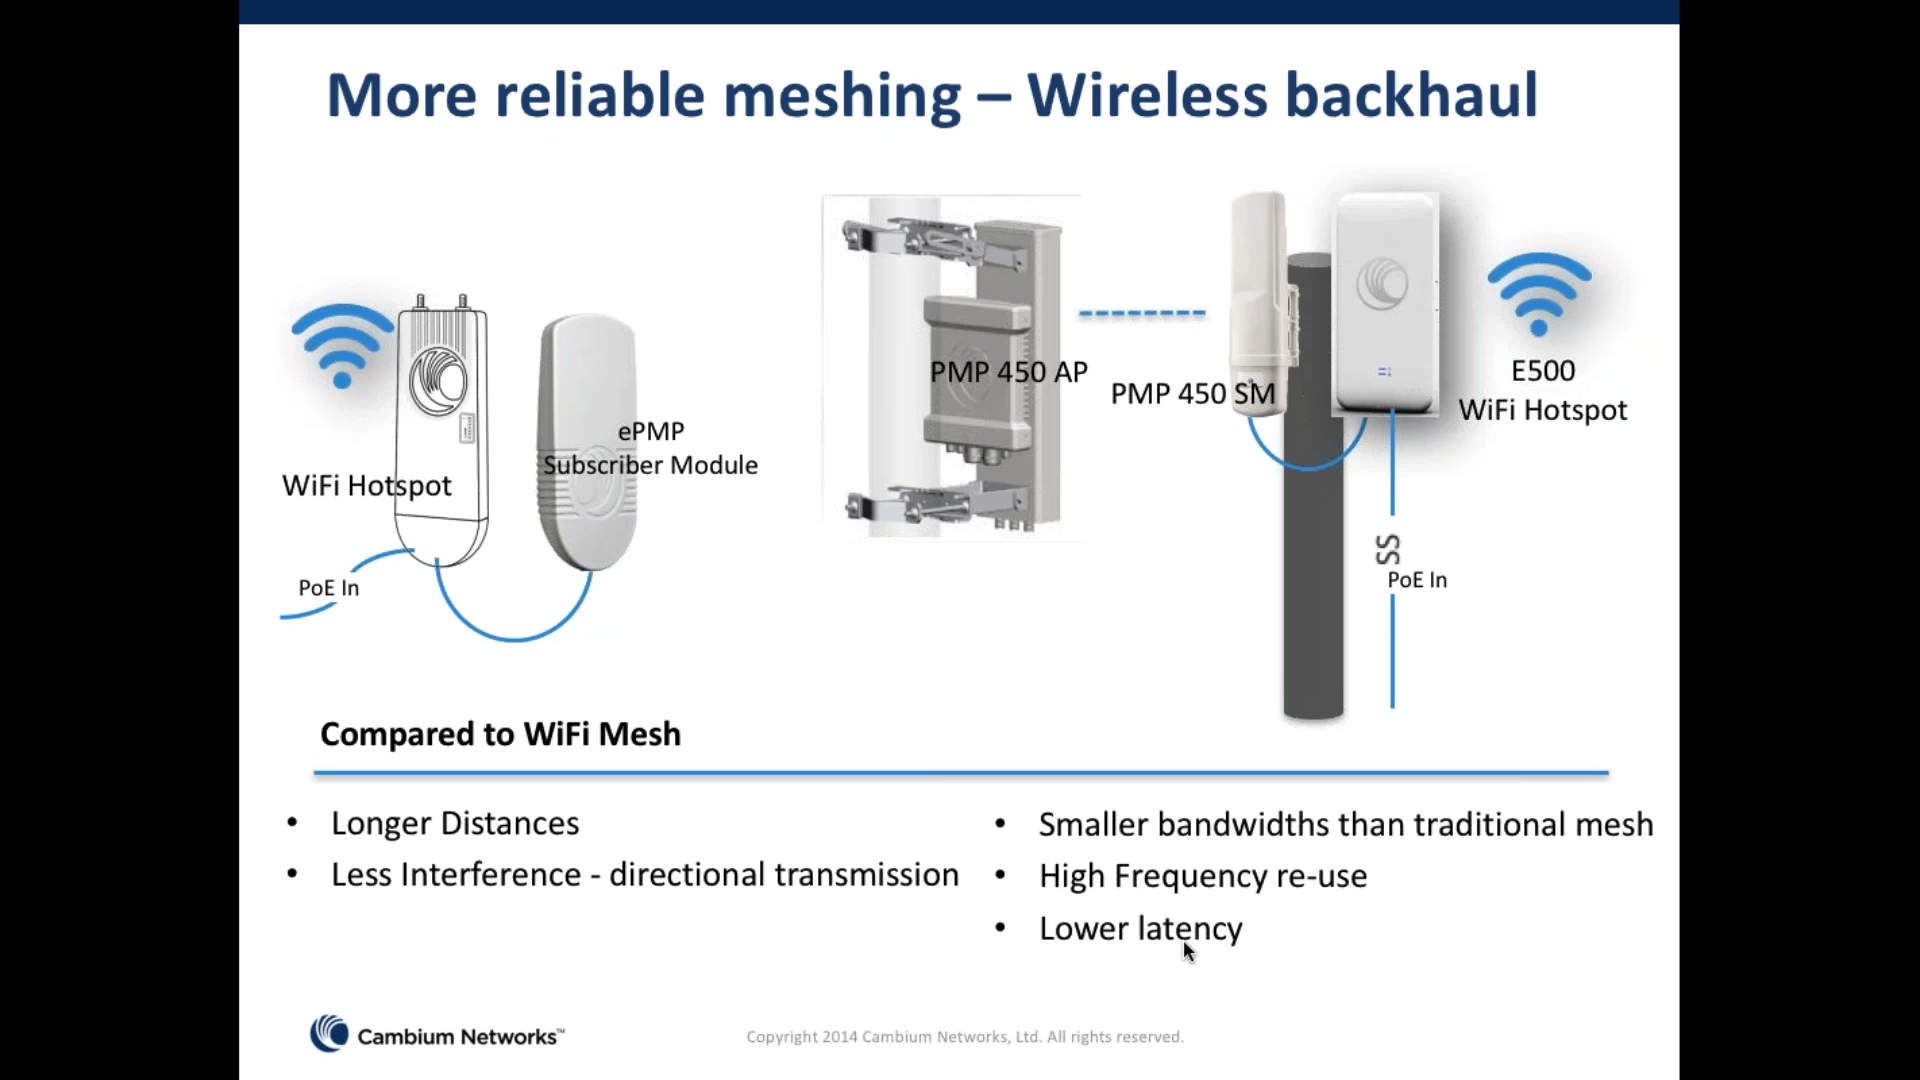 More reliable meshing – Wireless backhaul
WiFi Hotspot
ePMP
Subscriber Module
PoE In
PMP 450 AP
PMP 450 SM
E500
WiFi Hotspot
SS
PoE In
Compared to WiFi Mesh
• Longer Distances
• Less Interference - directional transmission
• Smaller bandwidths than traditional mesh
• High Frequency re-use
• Lower latency
Cambium Networks™
Copyright 2014 Cambium Networks, Ltd. All rights reserved.